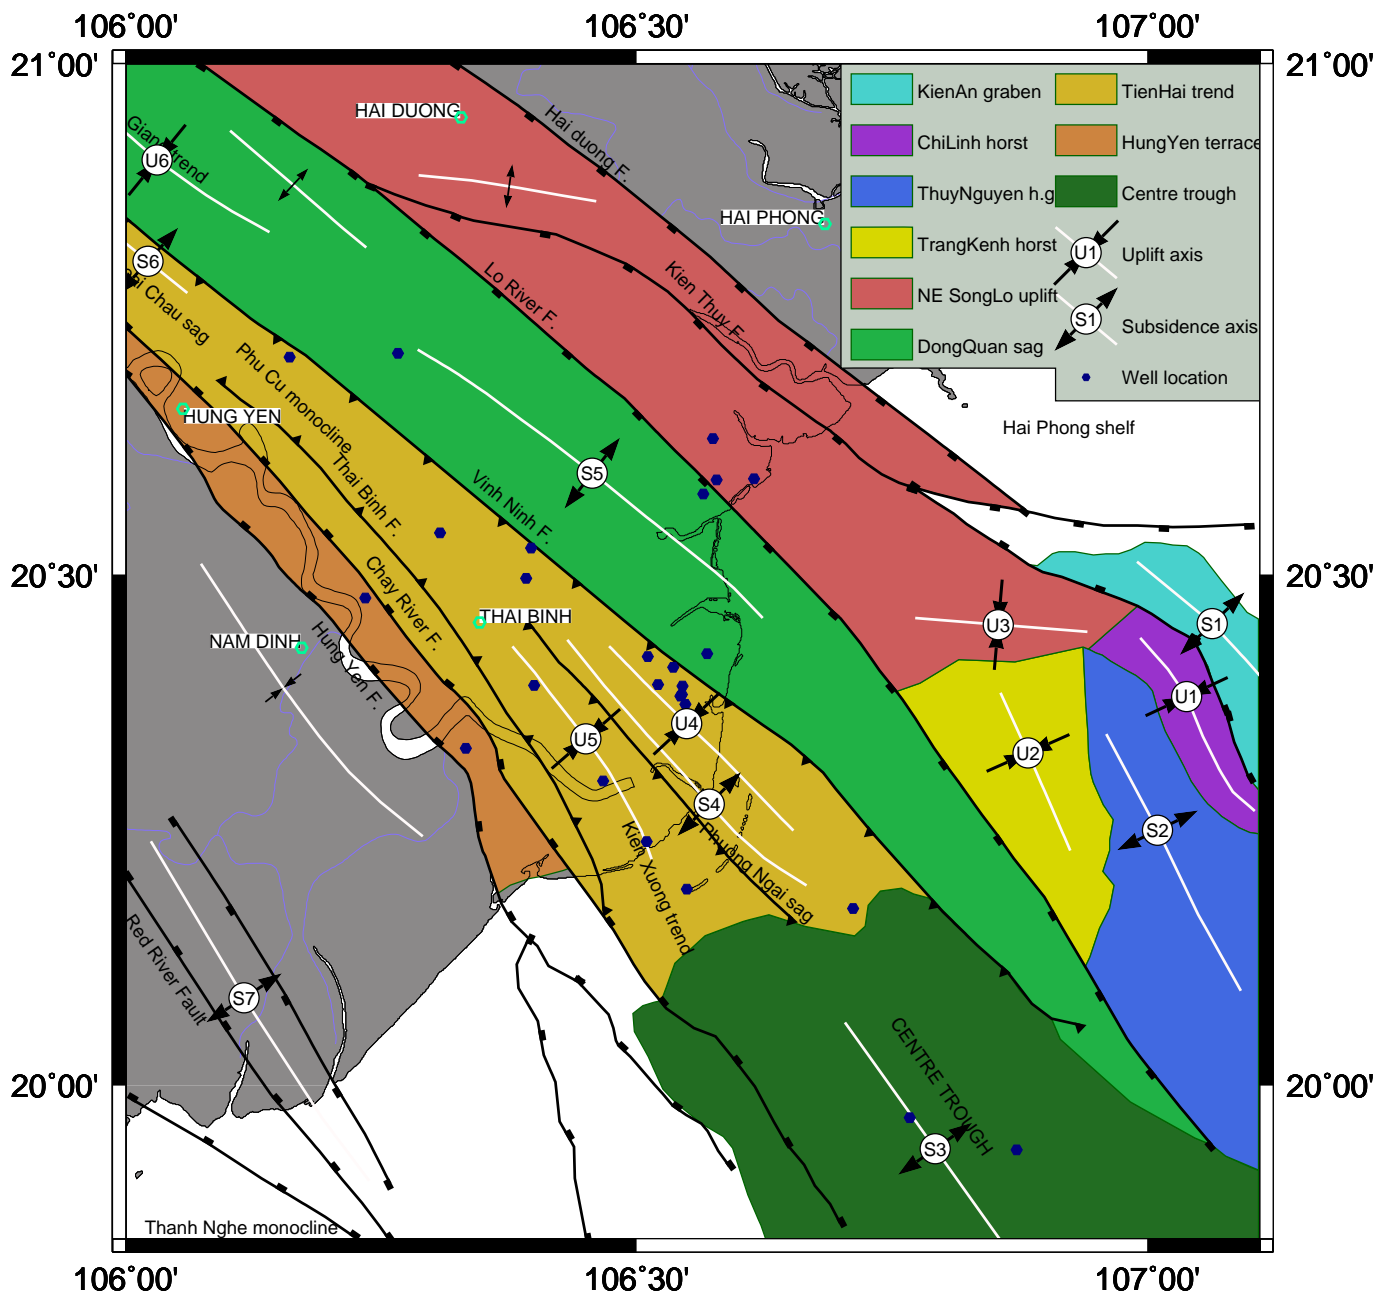 106°00'
106°30'
107°00'
21°00'
21°00'
KienAn graben
TienHai trend
HAI DUONG
Hai duong F.
ChiLinh horst
HungYen terrace
Gian trend
U6
ThuyNguyen h.g
Centre trough
HAI PHONG
TrangKenh horst
U1
Uplift axis
S6
Kien Thuy F.
Lo River F.
NE SongLo uplift
S1
Subsidence axis
Chau sag
DongQuan sag
Phu Cu monocline
Well location
HUNG YEN
Hai Phong shelf
Thai Binh F.
Vinh Ninh F.
S5
20°30'
20°30'
Chay River F.
THAI BINH
U3
S1
NAM DINH
Hung Yen F.
U1
U4
U5
U2
S4
S2
Kien Xuong trend
Phuong Ngai sag
Red River Fault
S7
CENTRE TROUGH
20°00'
20°00'
S3
Thanh Nghe monocline
106°00'
106°30'
107°00'